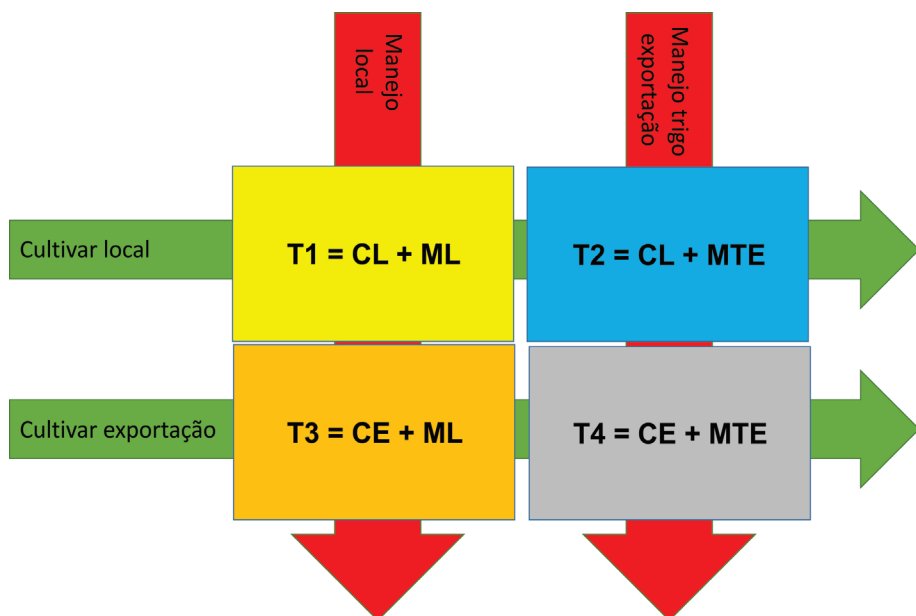 Manejo
local
Manejo trigo
exportação
Cultivar local
T1 = CL + ML
T2 = CL + MTE
Cultivar exportação
T3 = CE + ML
T4 = CE + MTE